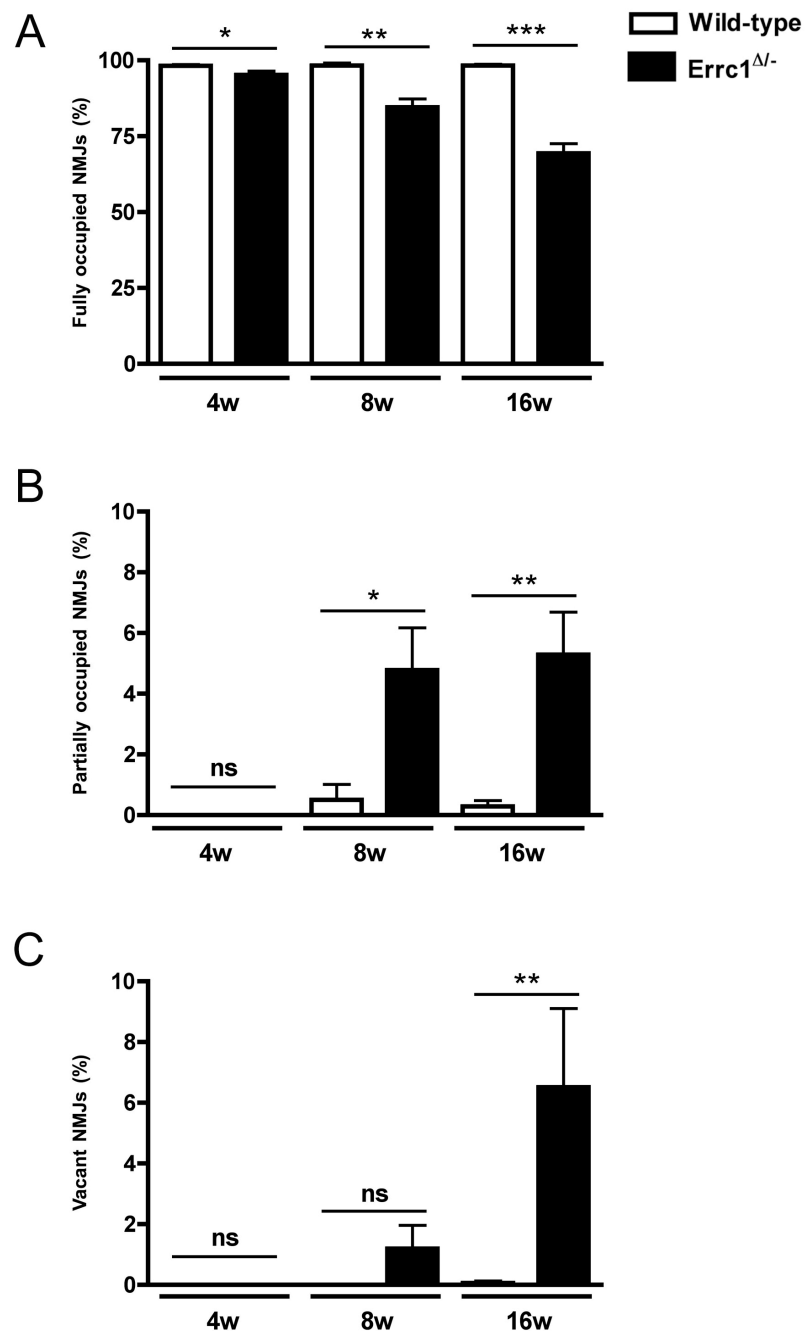 A
Wild-type
Errc1Δ/-
Fully occupied NMJs (%)
100
75
50
25
0
*
**
***
4w
8w
16w
B
Partially occupied NMJs (%)
10
8
6
4
2
0
ns
*
**
4w
8w
16w
C
Vacant NMJs (%)
10
8
6
4
2
0
ns
ns
**
4w
8w
16w